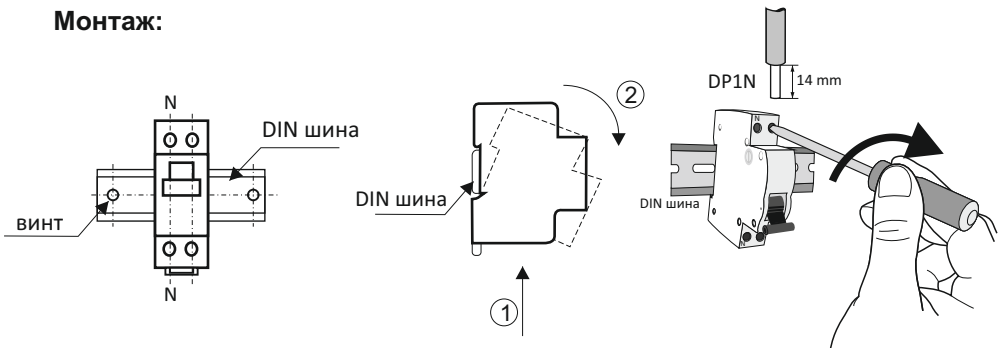 Монтаж:
N
DIN шина
винт
N
DIN шина
1
2
DP1N
14 mm
N
DIN шина
N